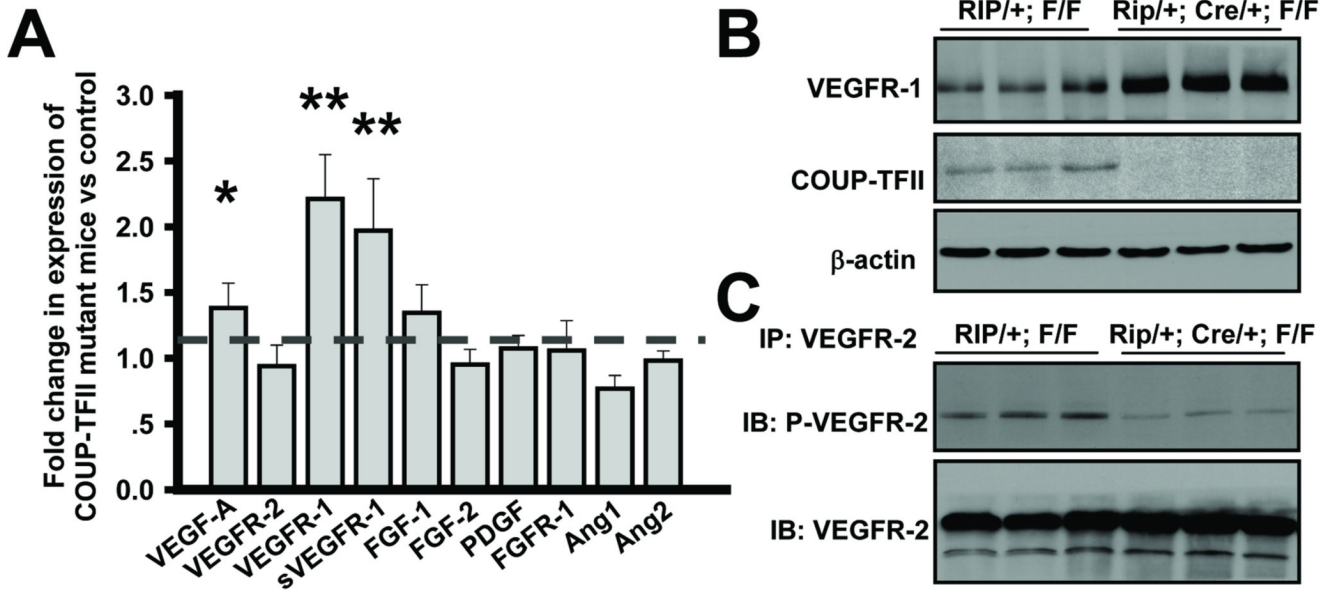 A
Fold change in expression of
COUP-TFII mutant mice vs control
3.0
2.5
2.0
1.5
1.0
.5
0.0
*
**
**
VEGF-A
VEGFR-2
VEGFR-1
sVEGFR-1
FGF-1
FGF-2
PDGF
FGFR-1
Ang1
Ang2
B
RIP/+; F/F Rip/+; Cre/+; F/F
VEGFR-1
COUP-TFII
β-actin
C
IP: VEGFR-2 RIP/+; F/F Rip/+; Cre/+; F/F
IB: P-VEGFR-2
IB: VEGFR-2